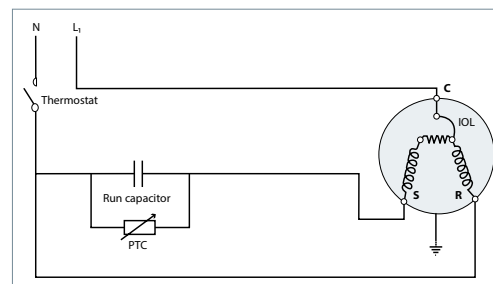 N L₁
C
Thermostat
IOL
Run capacitor
S R
PTC